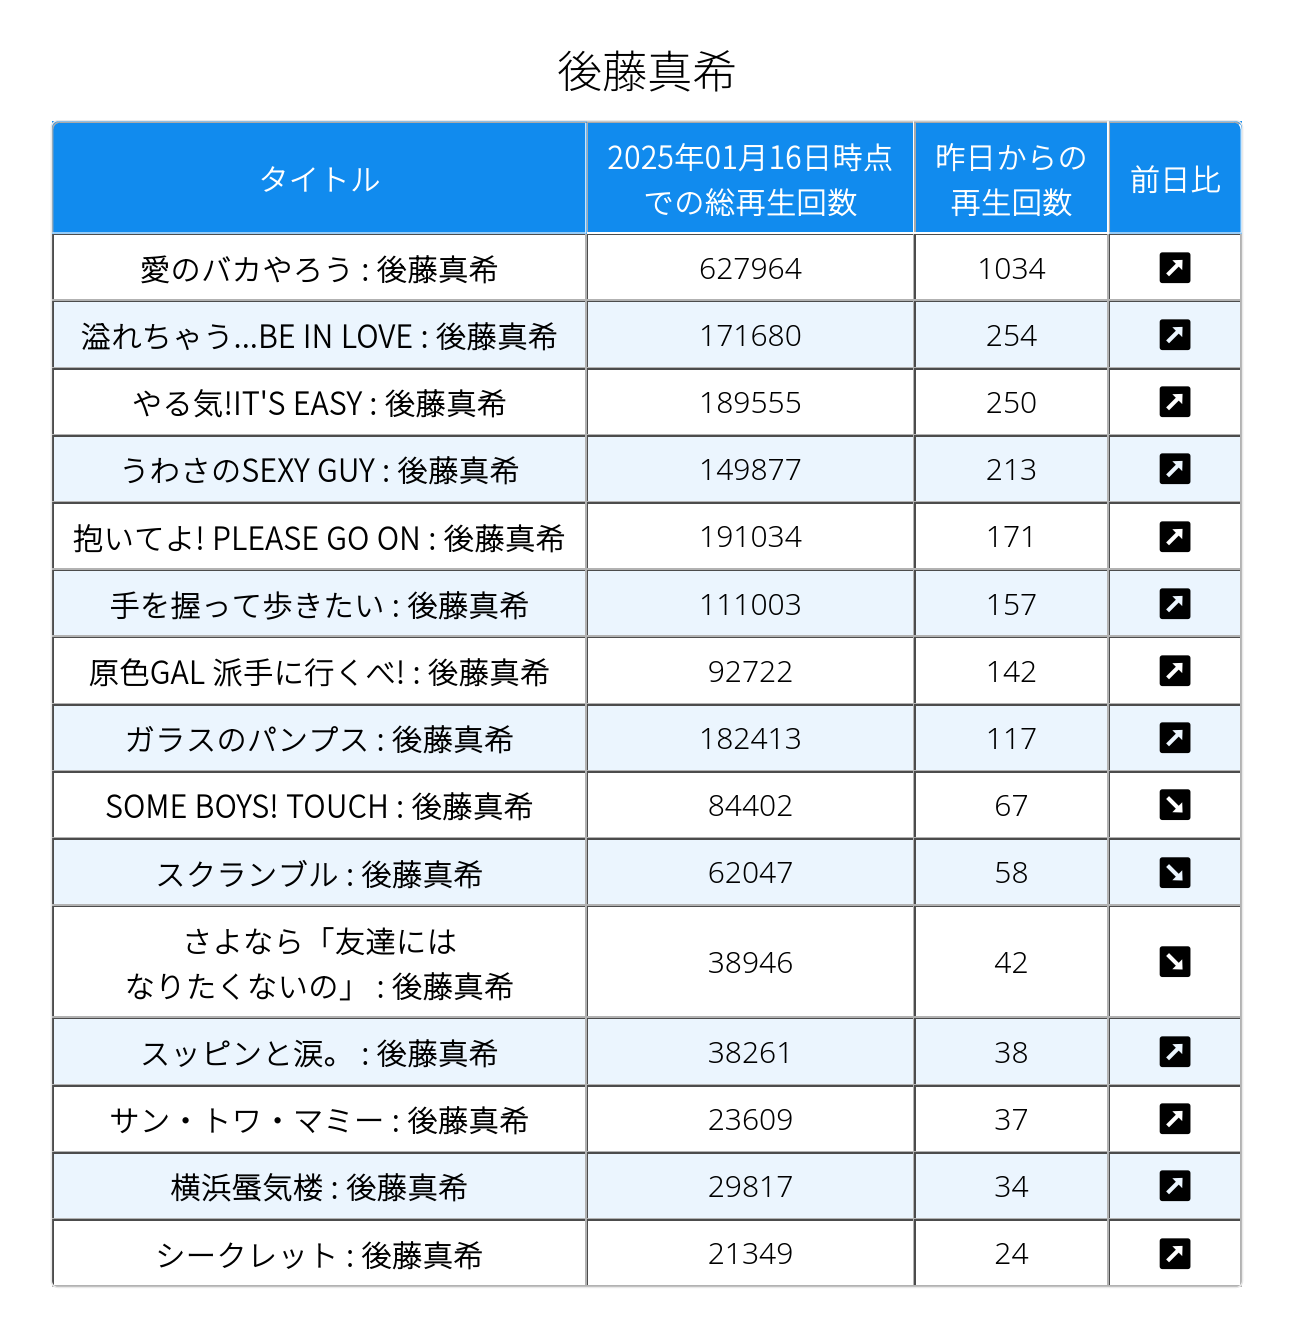 後藤真希
タイトル
2025年01月16日時点
での総再生回数
昨日からの
再生回数
前日比
愛のバカやろう : 後藤真希 627964 1034
溢れちゃう...BE IN LOVE : 後藤真希 171680 254
やる気!IT'S EASY : 後藤真希 189555 250
うわさのSEXY GUY : 後藤真希 149877 213
抱いてよ! PLEASE GO ON : 後藤真希 191034 171
手を握って歩きたい : 後藤真希 111003 157
原色GAL 派手に行くべ! : 後藤真希 92722 142
ガラスのパンプス : 後藤真希 182413 117
SOME BOYS! TOUCH : 後藤真希 84402 67
スクランブル : 後藤真希 62047 58
さよなら「友達には
なりたくないの」 : 後藤真希 38946 42
スッピンと涙。 : 後藤真希 38261 38
サン・トワ・マミー : 後藤真希 23609 37
横浜蜃気楼 : 後藤真希 29817 34
シークレット : 後藤真希 21349 24